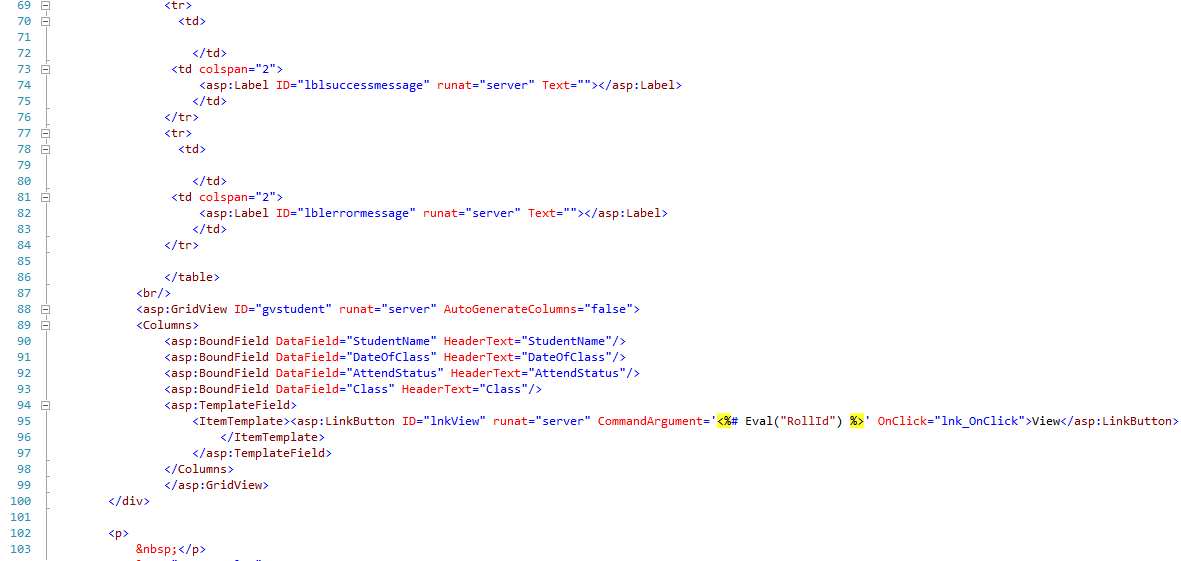 69 <tr>
70 <td>
71
72 </td>
73 <td colspan="2">
74 <asp:Label ID="lblsuccessmessage" runat="server" Text=""></asp:Label>
75 </td>
76 </tr>
77 <tr>
78 <td>
79
80 </td>
81 <td colspan="2">
82 <asp:Label ID="lblerrormessage" runat="server" Text=""></asp:Label>
83 </td>
84 </tr>
85
86 </table>
87 <br/>
88 <asp:GridView ID="gvstudent" runat="server" AutoGenerateColumns="false">
89 <Columns>
90 <asp:BoundField DataField="StudentName" HeaderText="StudentName"/>
91 <asp:BoundField DataField="DateOfClass" HeaderText="DateOfClass"/>
92 <asp:BoundField DataField="AttendStatus" HeaderText="AttendStatus"/>
93 <asp:BoundField DataField="Class" HeaderText="Class"/>
94 <asp:TemplateField>
95 <ItemTemplate><asp:LinkButton ID="lnkView" runat="server" CommandArgument='<%# Eval("RollId") %>' OnClick="lnk_OnClick">View</asp:LinkButton>
96 </ItemTemplate>
97 </asp:TemplateField>
98 </Columns>
99 </asp:GridView>
100 </div>
101
102 <p>
103 &nbsp;</p>